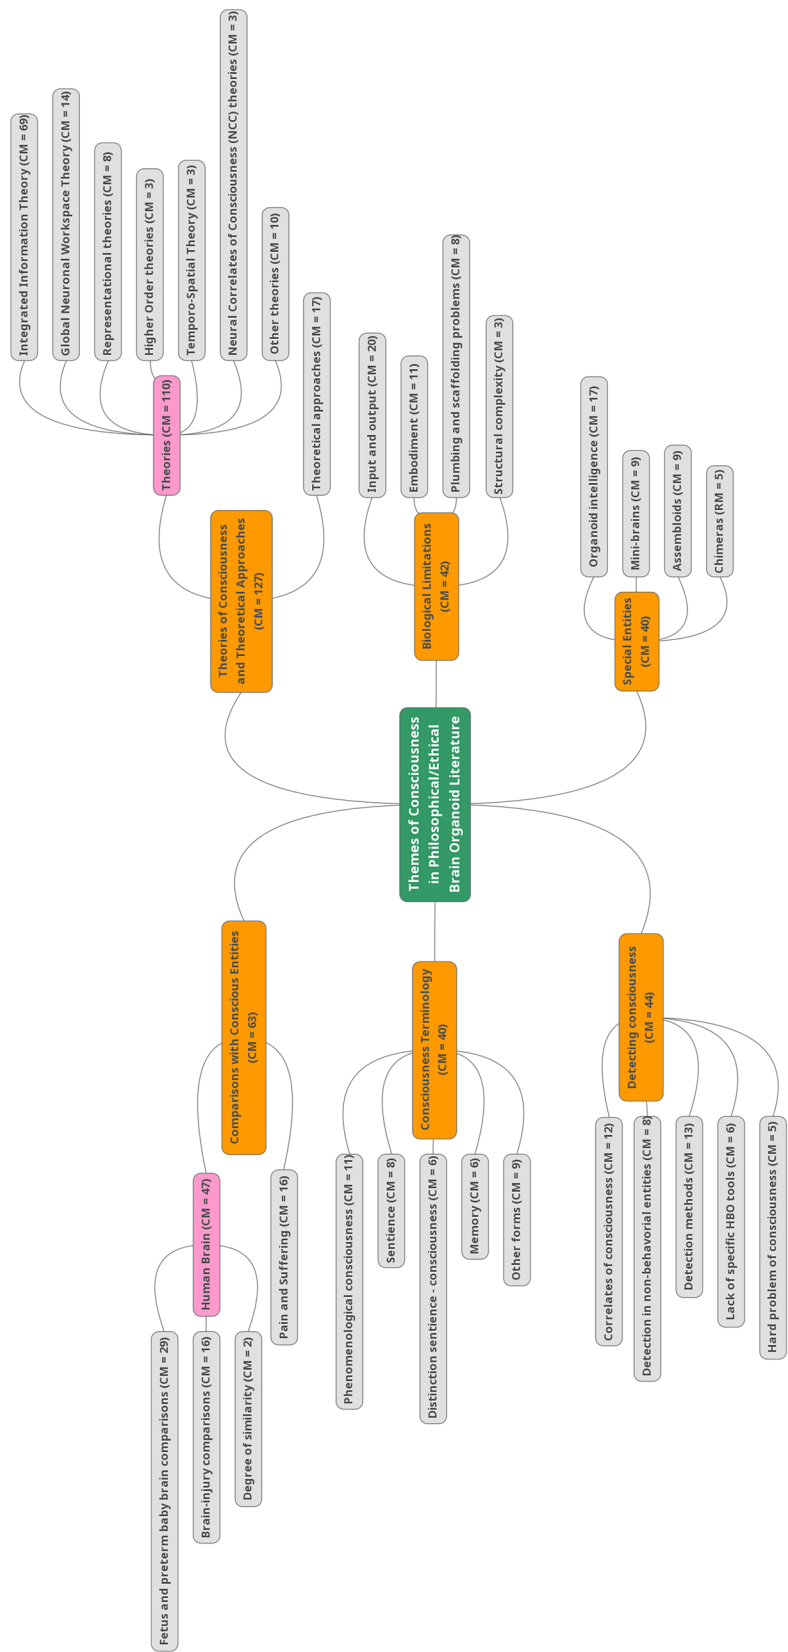 Themes of Consciousness
in Philosophical/Ethical
Brain Organoid Literature
Theories of Consciousness
and Theoretical Approaches
(CM = 127)
Theories (CM = 110)
Integrated Information Theory (CM = 69)
Global Neuronal Workspace Theory (CM = 14)
Representational theories (CM = 8)
Higher Order theories (CM = 3)
Temporo-Spatial Theory (CM = 3)
Neural Correlates of Consciousness (NCC) theories (CM = 3)
Other theories (CM = 10)
Theoretical approaches (CM = 17)
Biological Limitations
(CM = 42)
Input and output (CM = 20)
Embodiment (CM = 11)
Plumbing and scaffolding problems (CM = 8)
Structural complexity (CM = 3)
Special Entities
(CM = 40)
Organoid intelligence (CM = 17)
Mini-brains (CM = 9)
Assembloids (CM = 9)
Chimeras (RM = 5)
Comparisons with Conscious Entities
(CM = 63)
Human Brain (CM = 47)
Fetus and preterm baby brain comparisons (CM = 29)
Brain-injury comparisons (CM = 16)
Degree of similarity (CM = 2)
Pain and Suffering (CM = 16)
Consciousness Terminology
(CM = 40)
Phenomenological consciousness (CM = 11)
Sentience (CM = 8)
Distinction sentience - consciousness (CM = 6)
Memory (CM = 6)
Other forms (CM = 9)
Detecting consciousness
(CM = 44)
Correlates of consciousness (CM = 12)
Detection in non-behavorial entities (CM = 8)
Detection methods (CM = 13)
Lack of specific HBO tools (CM = 6)
Hard problem of consciousness (CM = 5)